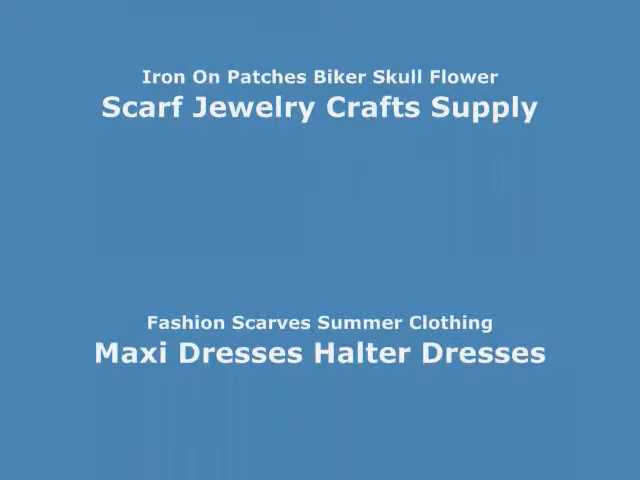 Iron On Patches Biker Skull Flower
Scarf Jewelry Crafts Supply
Fashion Scarves Summer Clothing
Maxi Dresses Halter Dresses